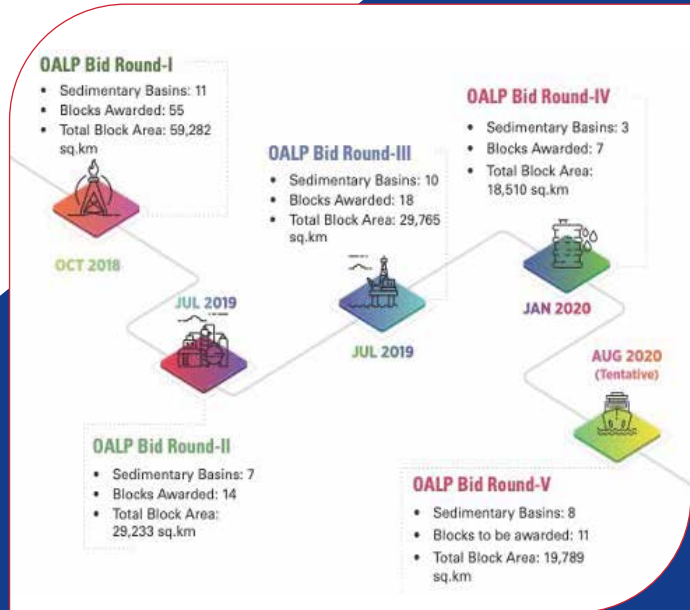 OALP Bid Round-I
• Sedimentary Basins: 11
• Blocks Awarded: 55
• Total Block Area: 59,282
sq.km
OCT 2018
JUL 2019
OALP Bid Round-II
• Sedimentary Basins: 7
• Blocks Awarded: 14
• Total Block Area:
29,233 sq.km
OALP Bid Round-III
• Sedimentary Basins: 10
• Blocks Awarded: 18
• Total Block Area: 29,765
sq.km
JUL 2019
OALP Bid Round-IV
• Sedimentary Basins: 3
• Blocks Awarded: 7
• Total Block Area:
18,510 sq.km
JAN 2020
AUG 2020
(Tentative)
OALP Bid Round-V
• Sedimentary Basins: 8
• Blocks to be awarded: 11
• Total Block Area: 19,789
sq.km